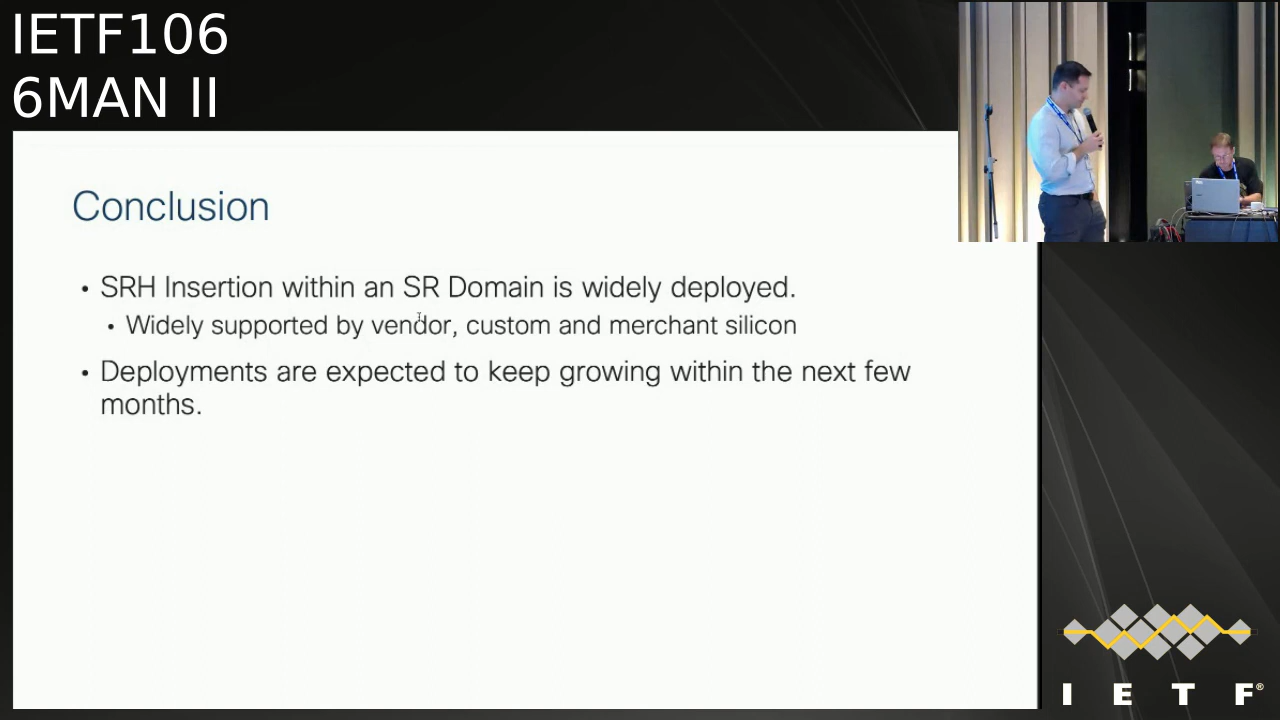 IETF106
6MAN II
Conclusion
• SRH Insertion within an SR Domain is widely deployed.
• Widely supported by vendor, custom and merchant silicon
• Deployments are expected to keep growing within the next few
months.
I E T F®